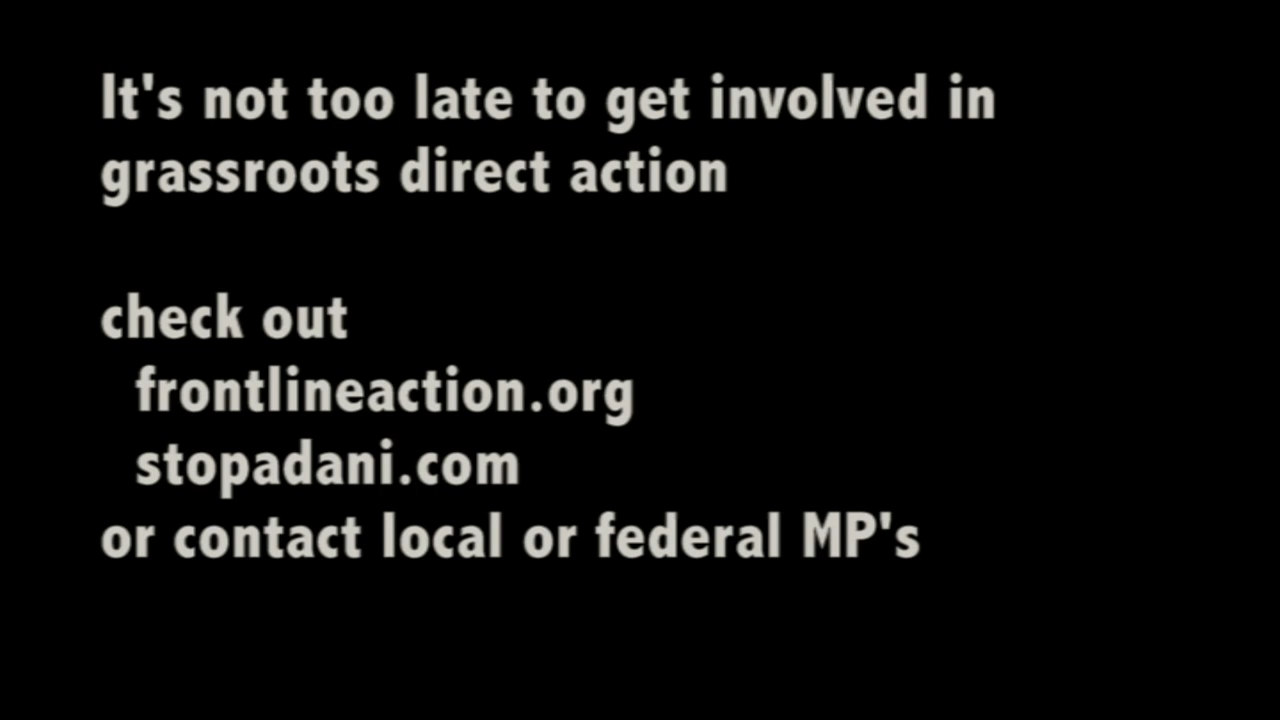 It's not too late to get involved in
grassroots direct action
check out
frontlineaction.org
stopadani.com
or contact local or federal MP's